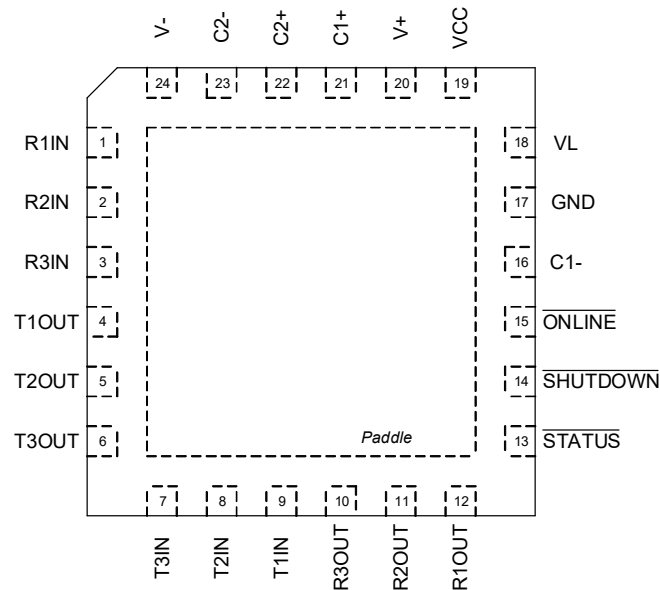 V- C2- C2+ C1+ V+ VCC
24 23 22 21 20 19
R1IN 1 18 VL
R2IN 2 17 GND
R3IN 3 16 C1-
T1OUT 4 15 ONLINE
T2OUT 5 14 SHUTDOWN
T3OUT 6 Paddle 13 STATUS
7 8 9 10 11 12
T3IN T2IN T1IN R3OUT R2OUT R1OUT